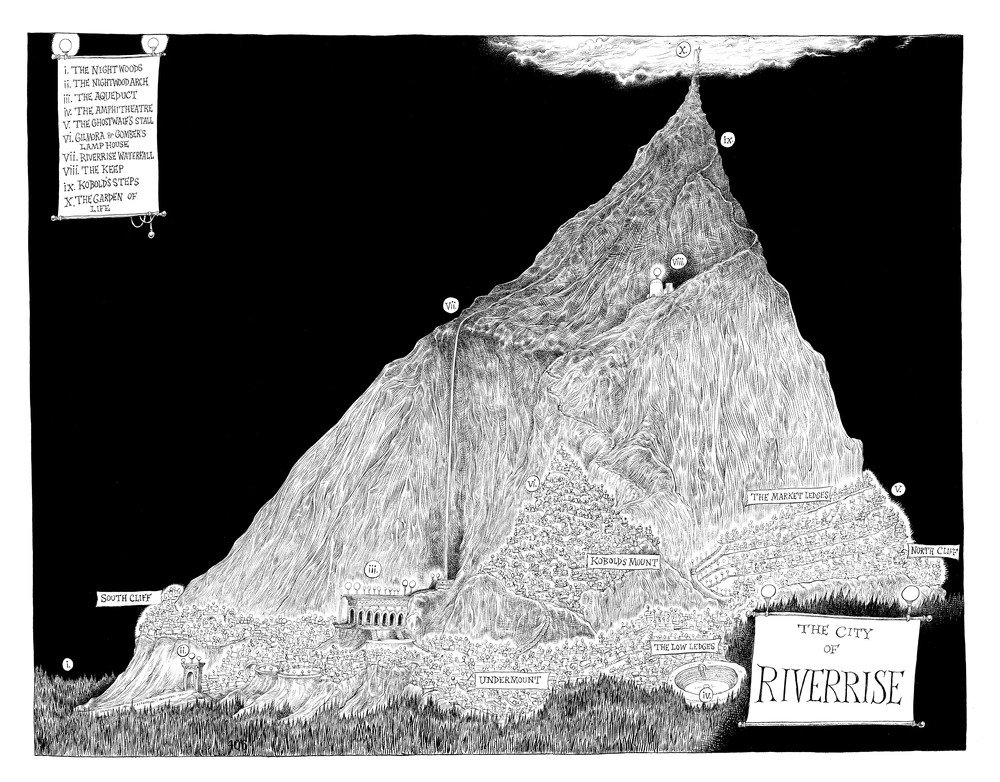 i. THE NIGHTWOODS
ii. THE NIGHTWOOD ARCH
iii. THE AQUEDUCT
iv. THE AMPHITHEATRE
V. THE GHOSTWAIF'S STALL
Vi. GILMORA & GOMBER'S
LAMP HOUSE
Vii. RIVERRISE WATERFALL
Viii. THE KEEP
ix. KOBOLD'S STEPS
X. THE GARDEN OF
LIFE
X.
ix
Viii
Vii
Vi.
THE MARKET LEDGES
V.
NORTH CLIFF
KOBOLDS MOUNT
iii.
SOUTH CLIFF
ii.
i.
THE LOW LEDGES
UNDERMOUNT
iv.
THE CITY
OF
RIVERRISE